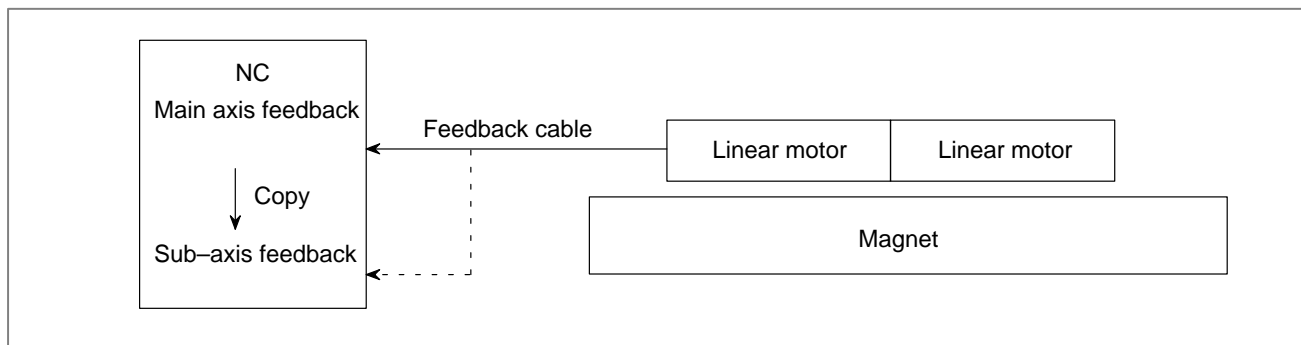 NC
Main axis feedback
Feedback cable
Linear motor
Linear motor
Copy
Sub–axis feedback
Magnet